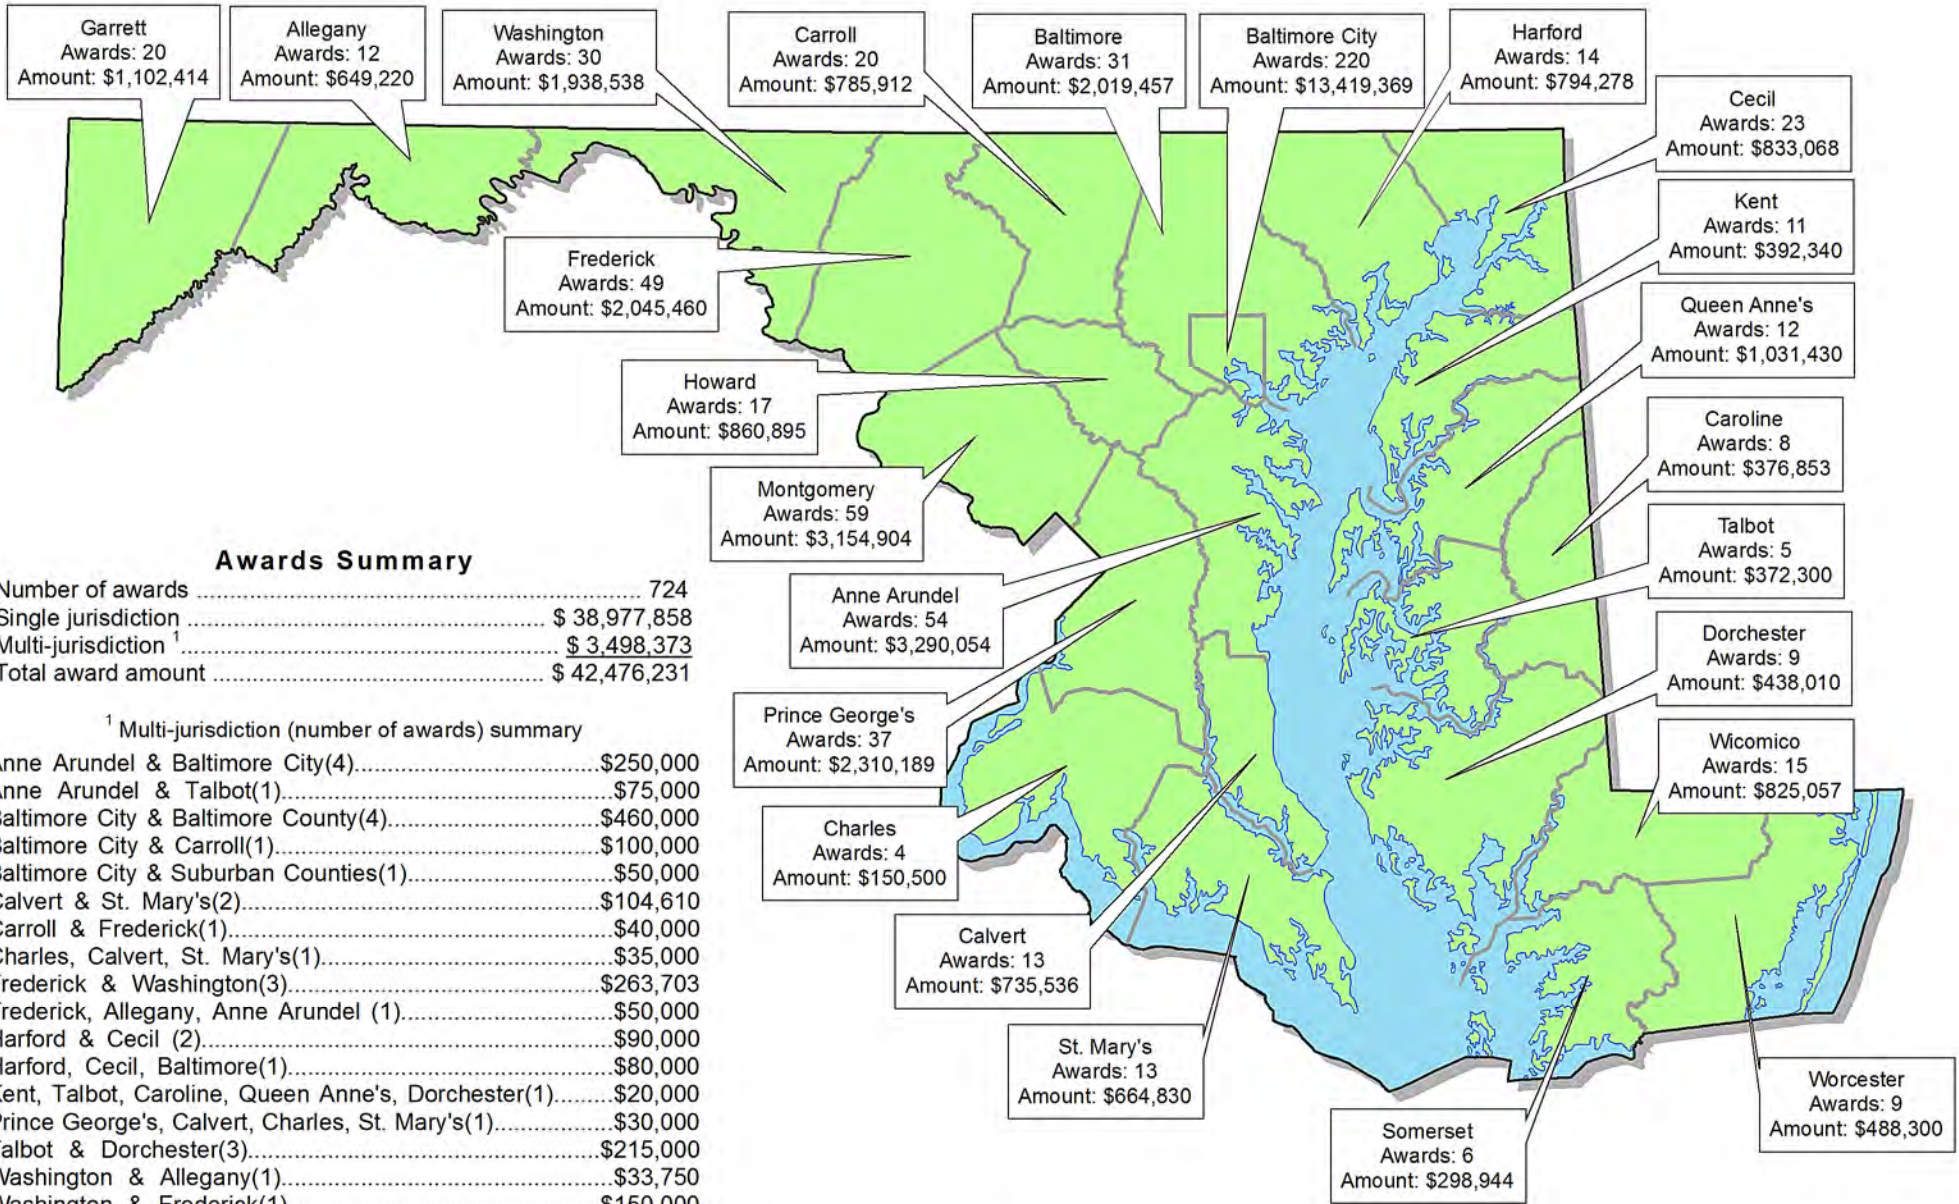 Garrett
Awards: 20
Amount: $1,102,414
Allegany
Awards: 12
Amount: $649,220
Washington
Awards: 30
Amount: $1,938,538
Carroll
Awards: 20
Amount: $785,912
Baltimore
Awards: 31
Amount: $2,019,457
Baltimore City
Awards: 220
Amount: $13,419,369
Harford
Awards: 14
Amount: $794,278
Cecil
Awards: 23
Amount: $833,068
Kent
Awards: 11
Amount: $392,340
Queen Anne's
Awards: 12
Amount: $1,031,430
Caroline
Awards: 8
Amount: $376,853
Talbot
Awards: 5
Amount: $372,300
Dorchester
Awards: 9
Amount: $438,010
Wicomico
Awards: 15
Amount: $825,057
Worcester
Awards: 9
Amount: $488,300
Somerset
Awards: 6
Amount: $298,944
St. Mary's
Awards: 13
Amount: $664,830
Calvert
Awards: 13
Amount: $735,536
Charles
Awards: 4
Amount: $150,500
Prince George's
Awards: 37
Amount: $2,310,189
Anne Arundel
Awards: 54
Amount: $3,290,054
Montgomery
Awards: 59
Amount: $3,154,904
Howard
Awards: 17
Amount: $860,895
Frederick
Awards: 49
Amount: $2,045,460
Awards Summary
Number of awards ........ 724
Single jurisdiction ........ $ 38,977,858
Multi-jurisdiction 1........ $ 3,498,373
Total award amount ........ $ 42,476,231
1 Multi-jurisdiction (number of awards) summary
Anne Arundel & Baltimore City(4)........$250,000
Anne Arundel & Talbot(1)........$75,000
Baltimore City & Baltimore County(4)........$460,000
Baltimore City & Carroll(1)........$100,000
Baltimore City & Suburban Counties(1)........$50,000
Calvert & St. Mary's(2)........$104,610
Carroll & Frederick(1)........$40,000
Charles, Calvert, St. Mary's(1)........$35,000
Frederick & Washington(3)........$263,703
Frederick, Allegany, Anne Arundel (1)........$50,000
Harford & Cecil (2)........$90,000
Harford, Cecil, Baltimore(1)........$80,000
Kent, Talbot, Caroline, Queen Anne's, Dorchester(1)........$20,000
Prince George's, Calvert, Charles, St. Mary's(1)........$30,000
Talbot & Dorchester(3)........$215,000
Washington & Allegany(1)........$33,750
Washington & Frederick(1)........$150,000